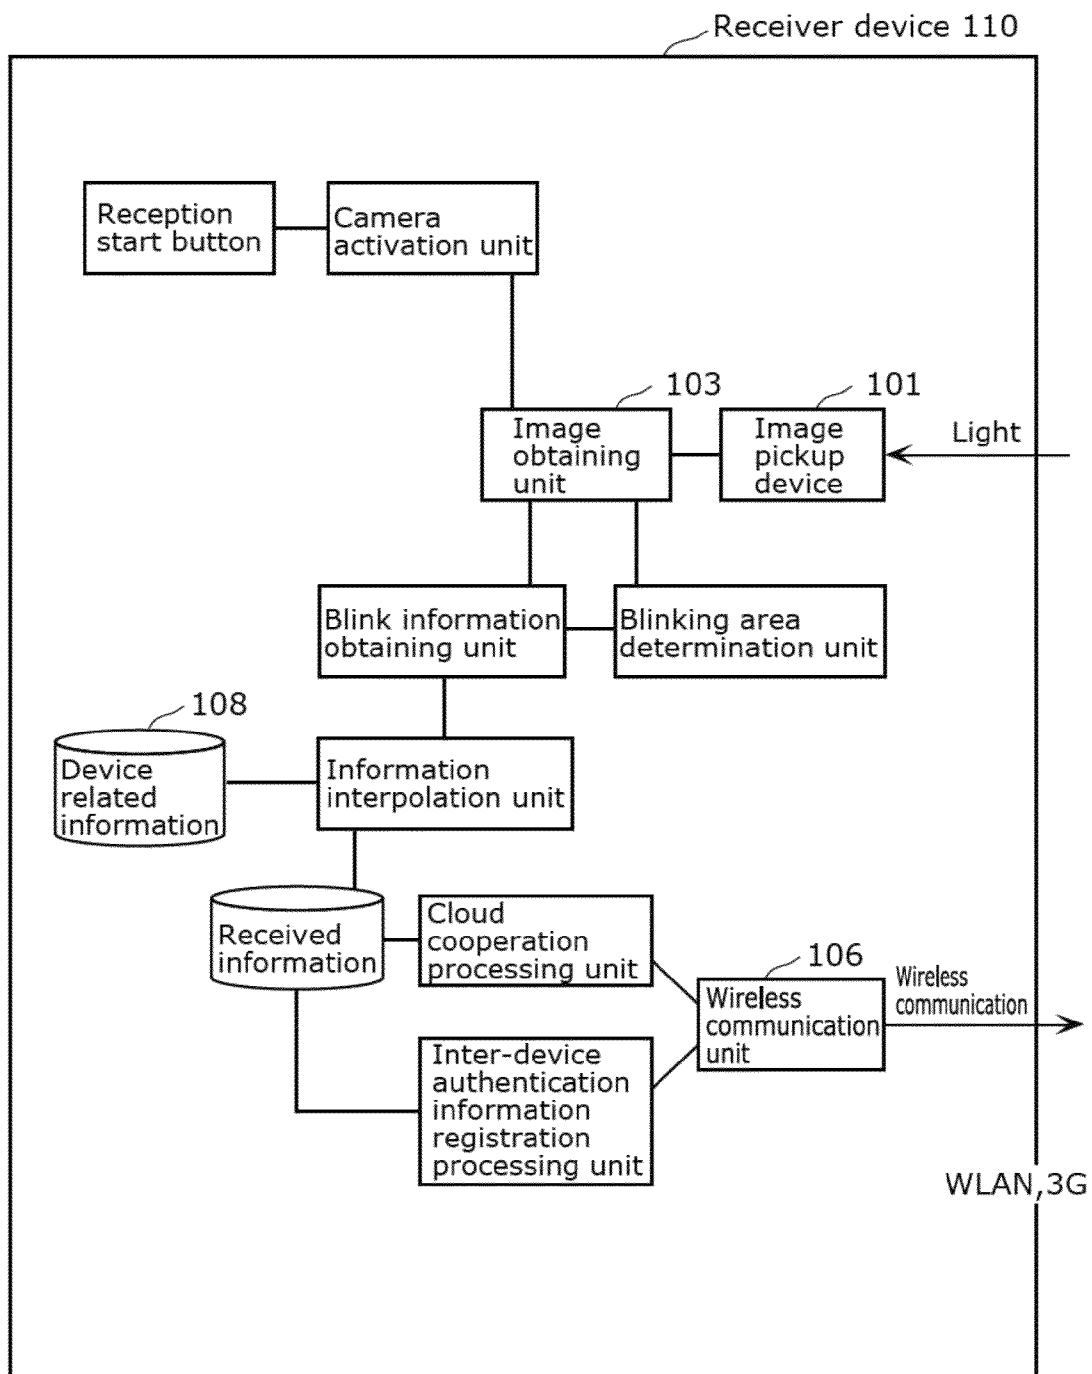 Receiver device 110
Reception
start button
Camera
activation unit
103
101
Image
obtaining
unit
Image
pickup
device
Light
Blink information
obtaining unit
Blinking area
determination unit
108
Device
related
information
Information
interpolation unit
Received
information
Cloud
cooperation
processing unit
106
Wireless
communication
unit
Wireless
communication
Inter-device
authentication
information
registration
processing unit
WLAN,3G